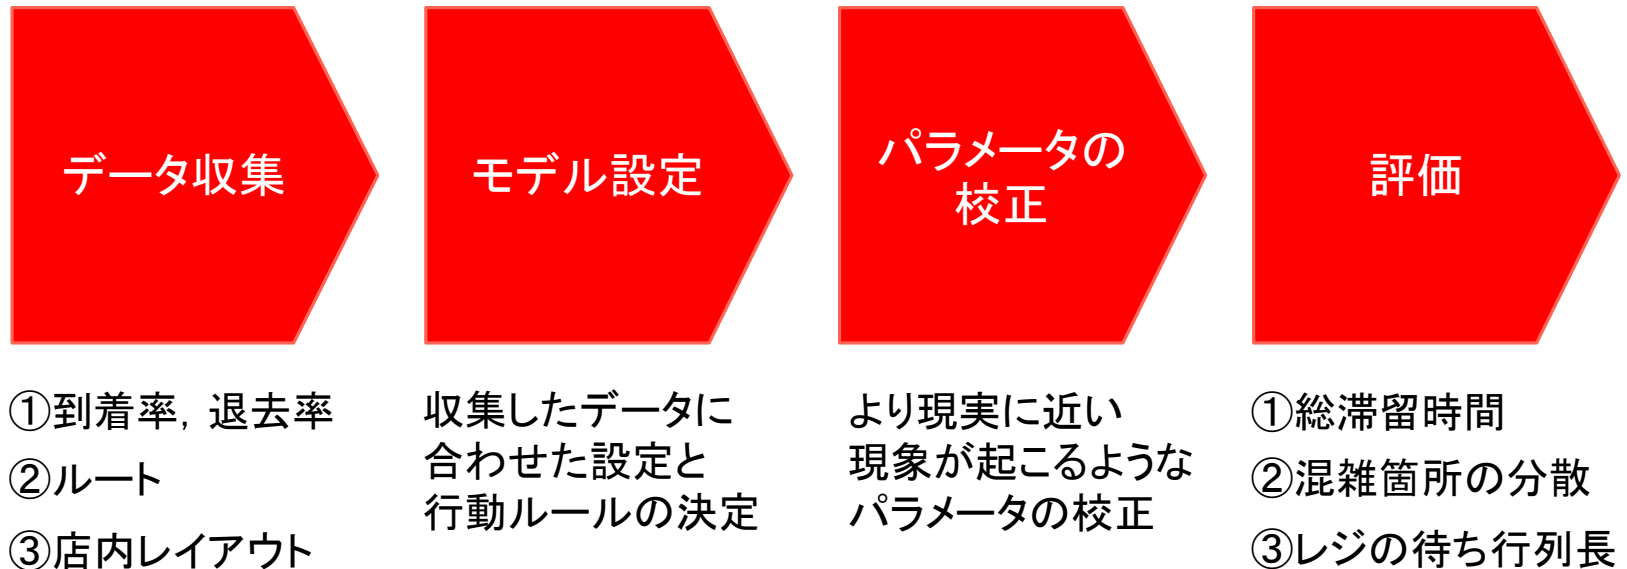 データ収集
モデル設定
パラメータの
校正
評価
①到着率，退去率
②ルート
③店内レイアウト
収集したデータに
合わせた設定と
行動ルールの決定
より現実に近い
現象が起こるような
パラメータの校正
①総滞留時間
②混雑箇所の分散
③レジの待ち行列長